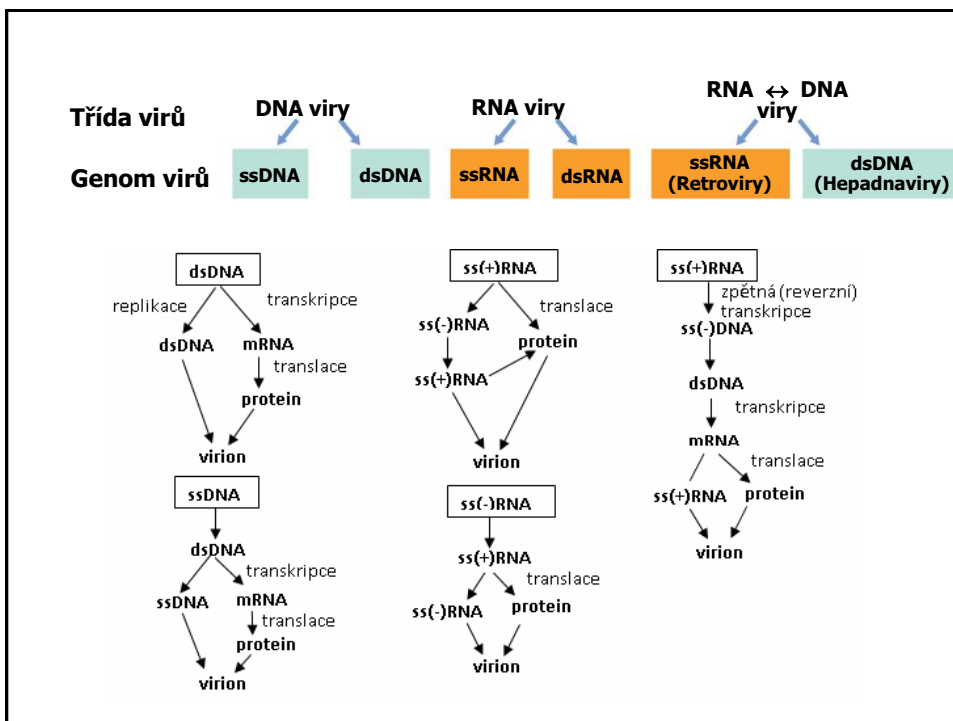 Třída virů
DNA viry
RNA viry
RNA ↔ DNA
viry
Genom virů
ssDNA
dsDNA
ssRNA
dsRNA
ssRNA
(Retroviry)
dsDNA
(Hepadnaviry)
dsDNA
replikace
transkripce
dsDNA
mRNA
translace
protein
virion
ssDNA
dsDNA
transkripce
ssDNA
mRNA
translace
protein
virion
ss(+)RNA
translace
ss(-)RNA
protein
ss(+)RNA
virion
ss(-)RNA
ss(+)RNA
translace
ss(-)RNA
protein
virion
ss(+)RNA
zpětná (reverzní)
transkripce
ss(-)DNA
dsDNA
transkripce
mRNA
translace
ss(+)RNA
protein
virion